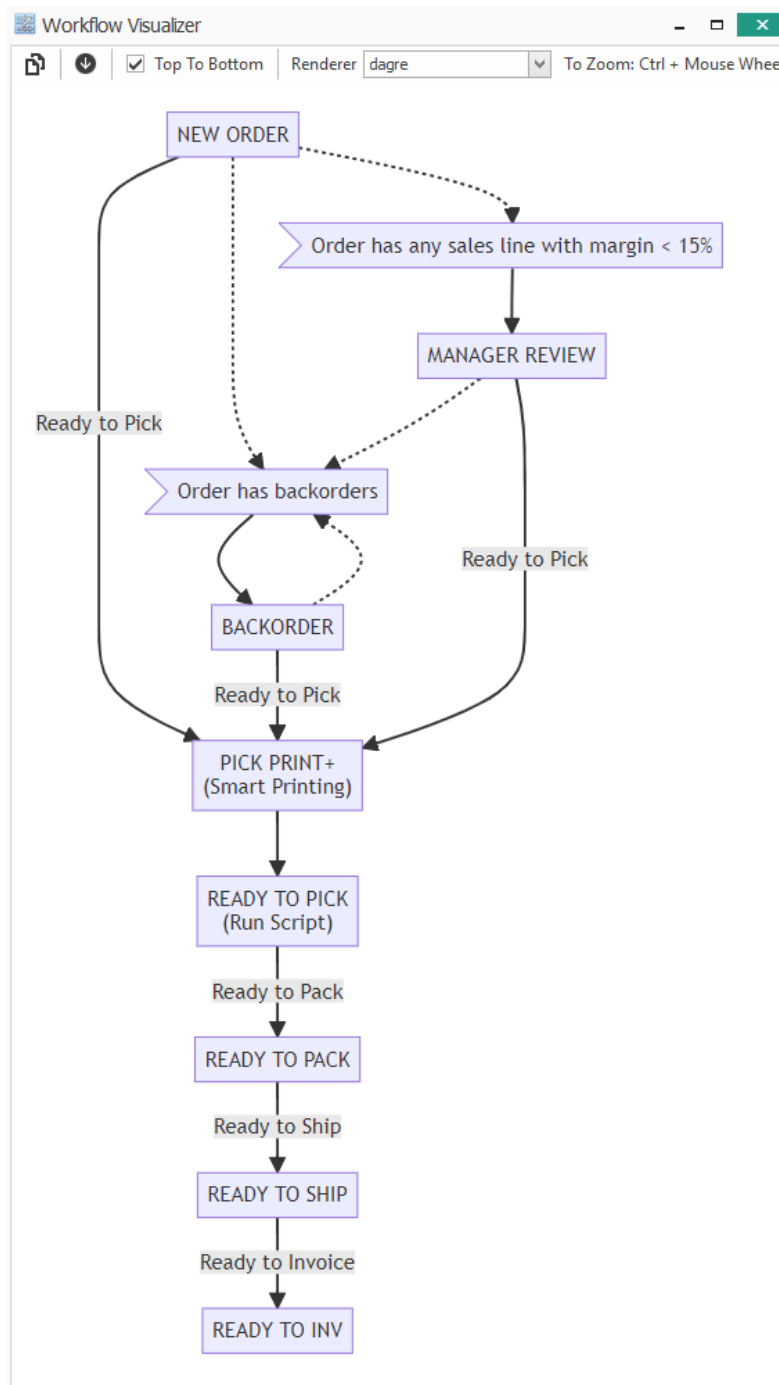 Workflow Visualizer
Top To Bottom
Renderer
dagre
To Zoom: Ctrl + Mouse Whee
NEW ORDER
Order has any sales line with margin < 15%
MANAGER REVIEW
Ready to Pick
Order has backorders
Ready to Pick
BACKORDER
Ready to Pick
PICK PRINT+
(Smart Printing)
READY TO PICK
(Run Script)
Ready to Pack
READY TO PACK
Ready to Ship
READY TO SHIP
Ready to Invoice
READY TO INV